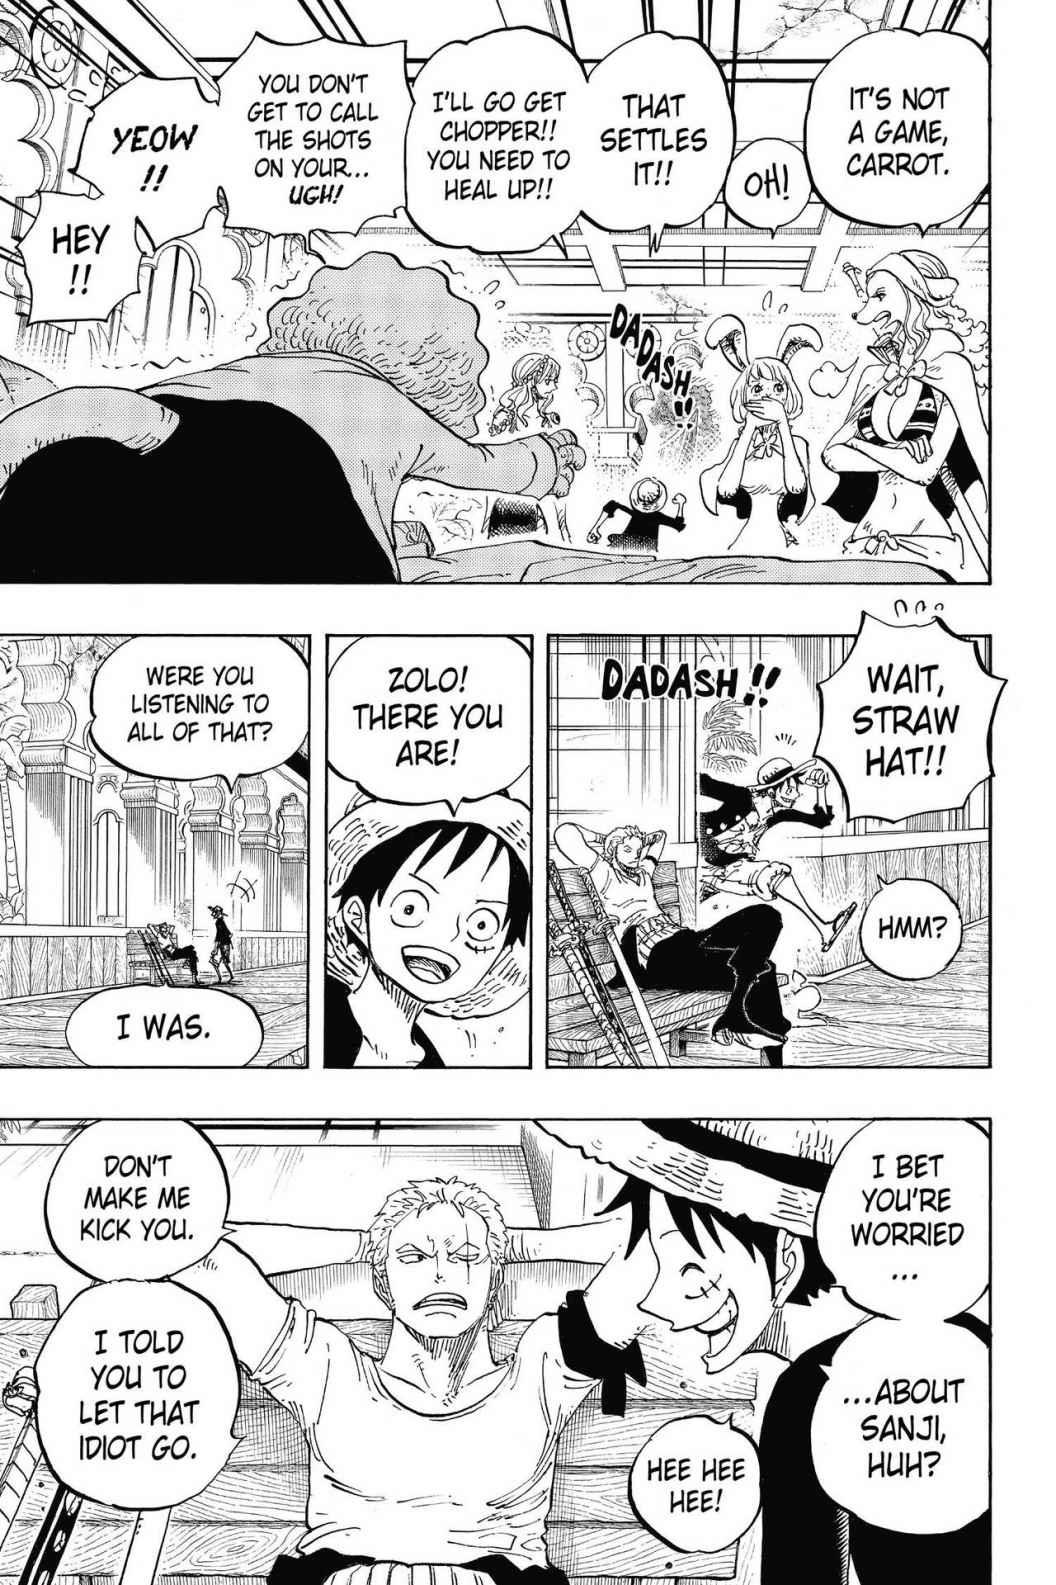 IT'S NOT
A GAME,
CARROT.
OH!
THAT
SETTLES
IT!!
I'LL GO GET
CHOPPER!!
YOU NEED TO
HEAL UP!!
YOU DON'T
GET TO CALL
THE SHOTS
ON YOUR...
UGH!
YEOW
!!
HEY
!!
DADASH!!
WAIT,
STRAW
HAT!!
DADASH!!
HMM?
ZOLO!
THERE YOU
ARE!
WERE YOU
LISTENING TO
ALL OF THAT?
I WAS.
I BET
YOU'RE
WORRIED
...
...ABOUT
SANJI,
HUH?
HEE HEE
HEE!
DON'T
MAKE ME
KICK YOU.
I TOLD
YOU TO
LET THAT
IDIOT GO.